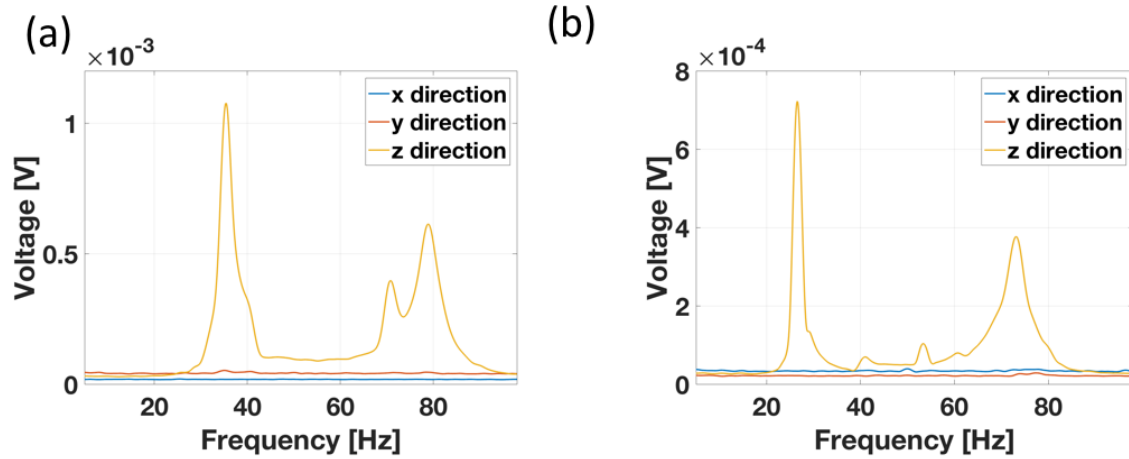 (a)
×10⁻³
x direction
y direction
z direction
1
0.5
0
Voltage [V]
20
40
60
80
Frequency [Hz]
(b)
×10⁻⁴
x direction
y direction
z direction
8
6
4
2
0
Voltage [V]
20
40
60
80
Frequency [Hz]